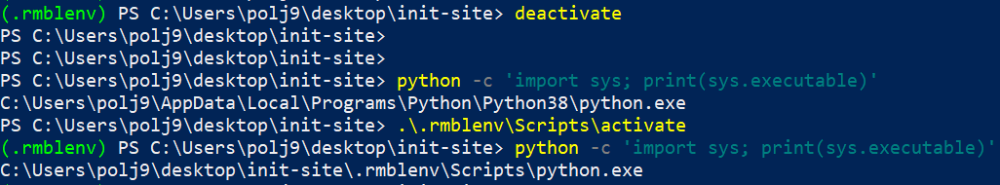 (.rmblenv) PS C:\Users\polj9\desktop\init-site> deactivate
PS C:\Users\polj9\desktop\init-site>
PS C:\Users\polj9\desktop\init-site>
PS C:\Users\polj9\desktop\init-site> python -c 'import sys; print(sys.executable)'
C:\Users\polj9\AppData\Local\Programs\Python\Python38\python.exe
PS C:\Users\polj9\desktop\init-site> .\.rmblenv\Scripts\activate
(.rmblenv) PS C:\Users\polj9\desktop\init-site> python -c 'import sys; print(sys.executable)'
C:\Users\polj9\desktop\init-site\.rmblenv\Scripts\python.exe